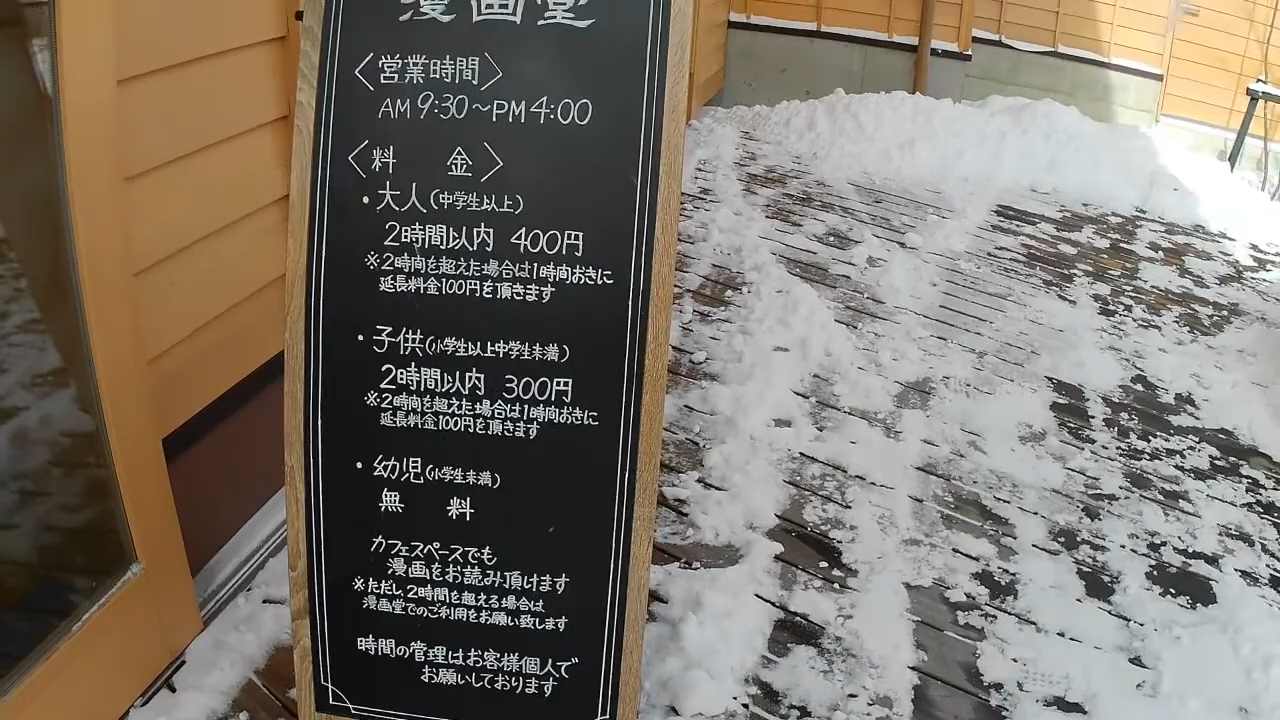 漫画堂
〈営業時間〉
AM 9:30～PM 4:00
〈料 金〉
・大人(中学生以上)
2時間以内 400円
※2時間を超えた場合は1時間おきに
延長料金100円を頂きます
・子供(小学生以上中学生未満)
2時間以内 300円
※2時間を超えた場合は1時間おきに
延長料金100円を頂きます
・幼児(小学生未満)
無 料
カフェスペースでも
漫画をお読み頂けます
※ただし、2時間を超える場合は
漫画堂でのご利用をお願い致します
時間の管理はお客様個人で
お願いしております